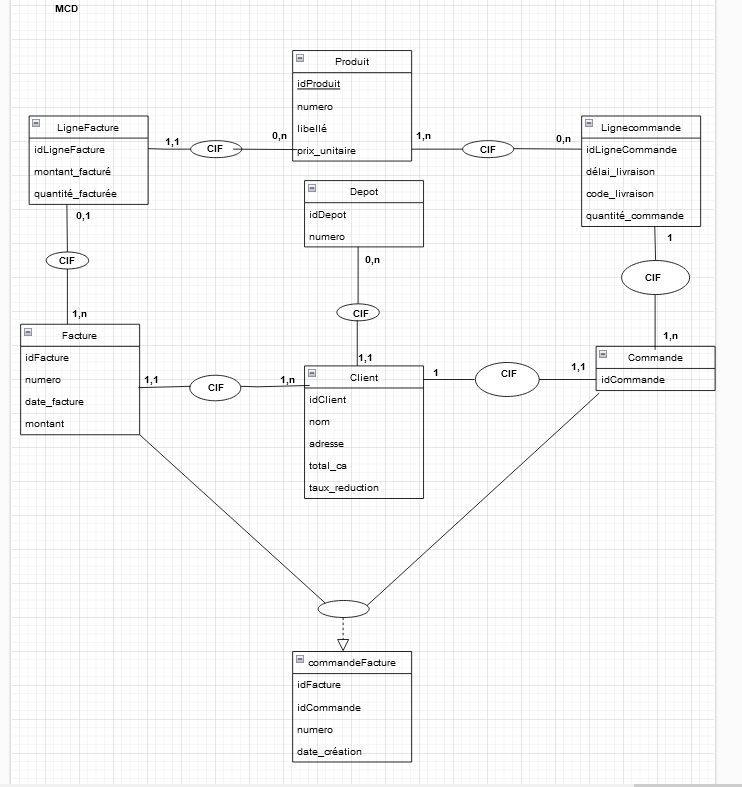 MCD
Produit
idProduit
numero
libellé
prix_unitaire
LigneFacture
idLigneFacture
montant_facturé
quantité_facturée
1,1
CIF
0,n
1,n
CIF
0,n
Lignecommande
idLigneCommande
délai_livraison
code_livraison
quantité_commande
Depot
idDepot
numero
0,1
CIF
1,n
0,n
CIF
1,1
1
CIF
1,n
Facture
idFacture
numero
date_facture
montant
1,1
CIF
1,n
Client
idClient
nom
adresse
total_ca
taux_reduction
1
CIF
1,1
Commande
idCommande
commandeFacture
idFacture
idCommande
numero
date_création